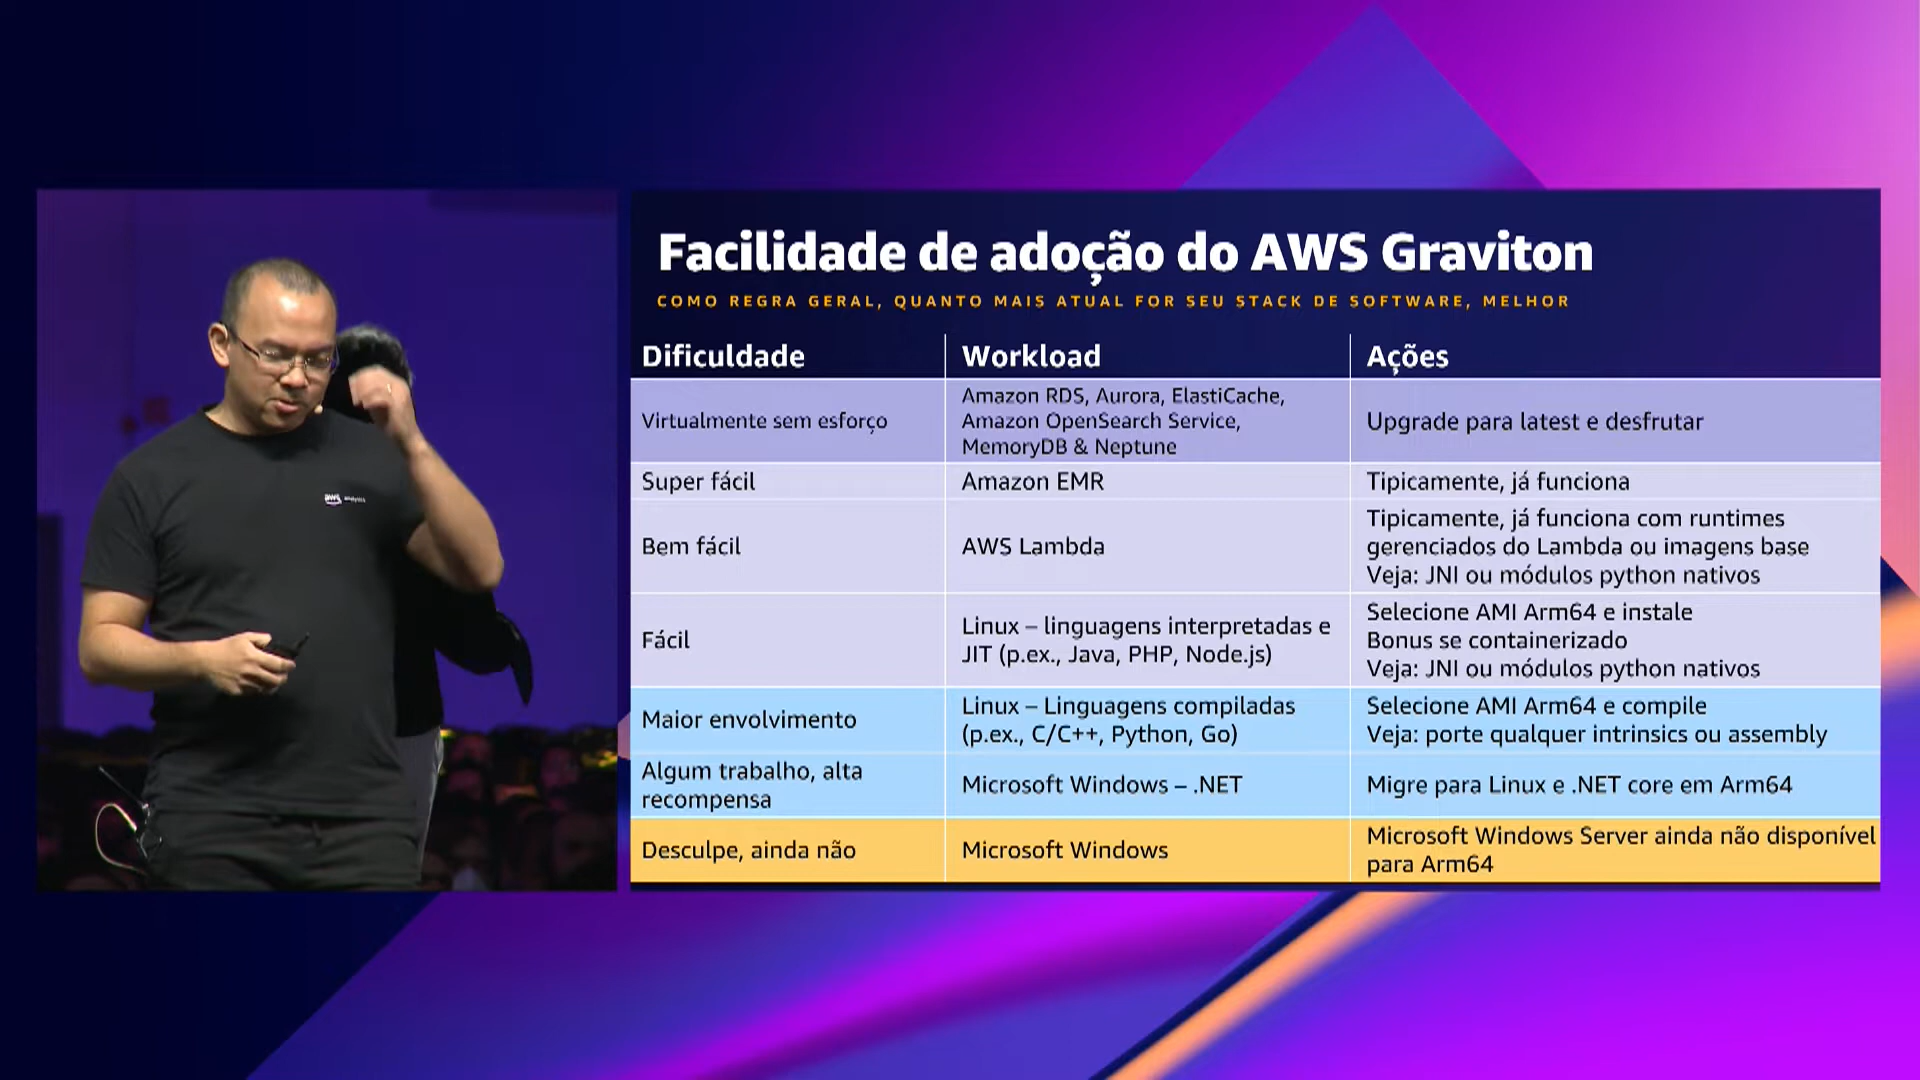 Facilidade de adoção do AWS Graviton
COMO REGRA GERAL, QUANTO MAIS ATUAL FOR SEU STACK DE SOFTWARE, MELHOR
Dificuldade
Workload
Ações
Virtualmente sem esforço
Amazon RDS, Aurora, ElastiCache,
Amazon OpenSearch Service,
MemoryDB & Neptune
Upgrade para latest e desfrutar
Super fácil
Amazon EMR
Tipicamente, já funciona
Bem fácil
AWS Lambda
Tipicamente, já funciona com runtimes
gerenciados do Lambda ou imagens base
Veja: JNI ou módulos python nativos
Fácil
Linux – linguagens interpretadas e
JIT (p.ex., Java, PHP, Node.js)
Selecione AMI Arm64 e instale
Bonus se containerizado
Veja: JNI ou módulos python nativos
Maior envolvimento
Linux – Linguagens compiladas
(p.ex., C/C++, Python, Go)
Selecione AMI Arm64 e compile
Veja: porte qualquer intrinsics ou assembly
Algum trabalho, alta
recompensa
Microsoft Windows – .NET
Migre para Linux e .NET core em Arm64
Desculpe, ainda não
Microsoft Windows
Microsoft Windows Server ainda não disponível
para Arm64
aws